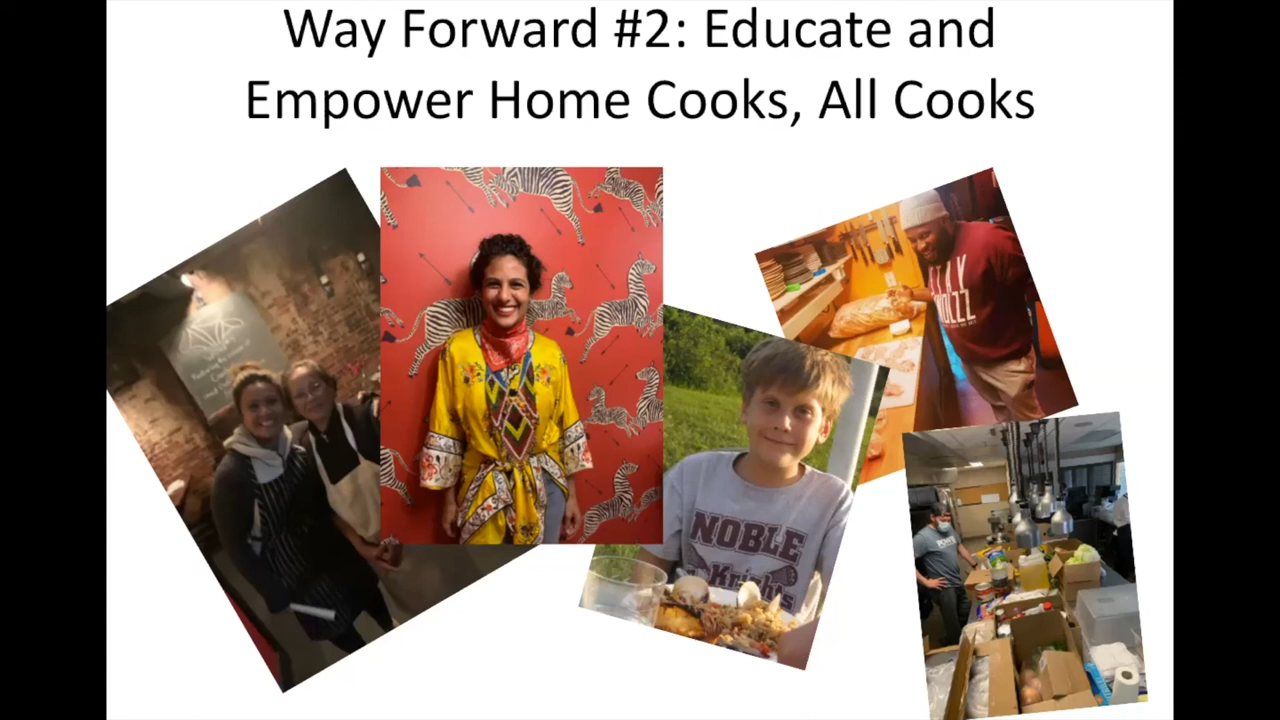 Way Forward #2: Educate and
Empower Home Cooks, All Cooks
NOBLE
Knights